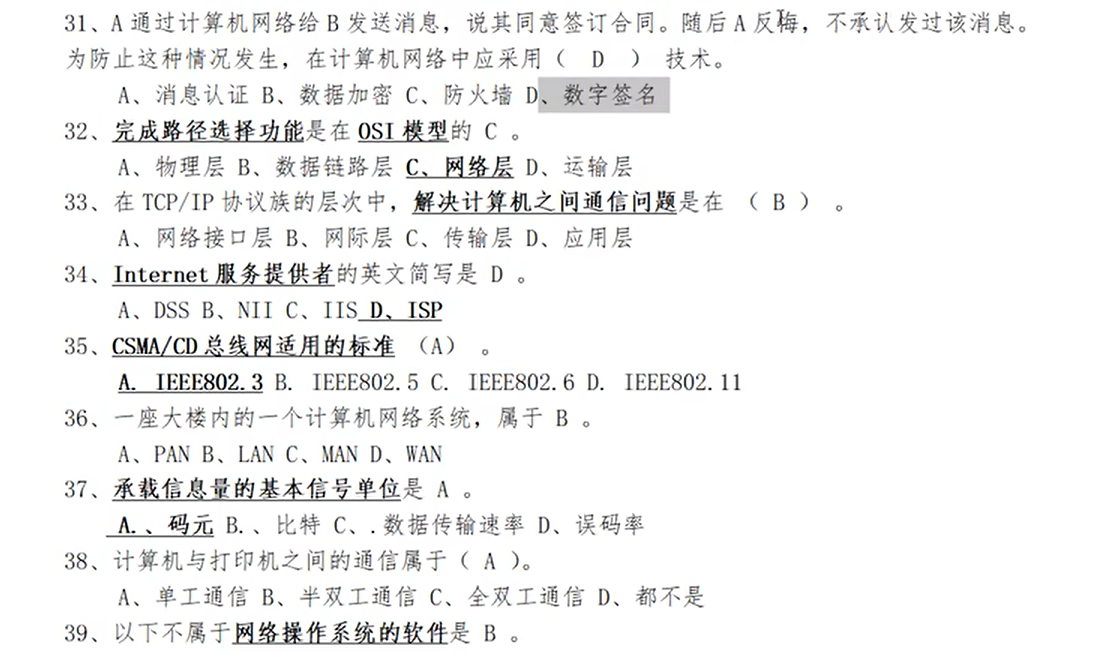 31、A 通过计算机网络给 B 发送消息，说其同意签订合同。随后 A 反悔，不承认发过该消息。
为防止这种情况发生，在计算机网络中应采用（ D ） 技术。
A、消息认证 B、数据加密 C、防火墙 D、数字签名
32、完成路径选择功能是在 OSI 模型的 C 。
A、物理层 B、数据链路层 C、网络层 D、运输层
33、在 TCP/IP 协议族的层次中，解决计算机之间通信问题是在 （ B ） 。
A、网络接口层 B、网际层 C、传输层 D、应用层
34、Internet 服务提供者的英文简写是 D 。
A、DSS B、NII C、IIS D、ISP
35、CSMA/CD 总线网适用的标准 （A） 。
A. IEEE802.3 B. IEEE802.5 C. IEEE802.6 D. IEEE802.11
36、一座大楼内的一个计算机网络系统，属于 B 。
A、PAN B、LAN C、MAN D、WAN
37、承载信息量的基本信号单位是 A 。
A.、码元 B.、比特 C、.数据传输速率 D、误码率
38、计算机与打印机之间的通信属于（ A ）。
A、单工通信 B、半双工通信 C、全双工通信 D、都不是
39、以下不属于网络操作系统的软件是 B 。